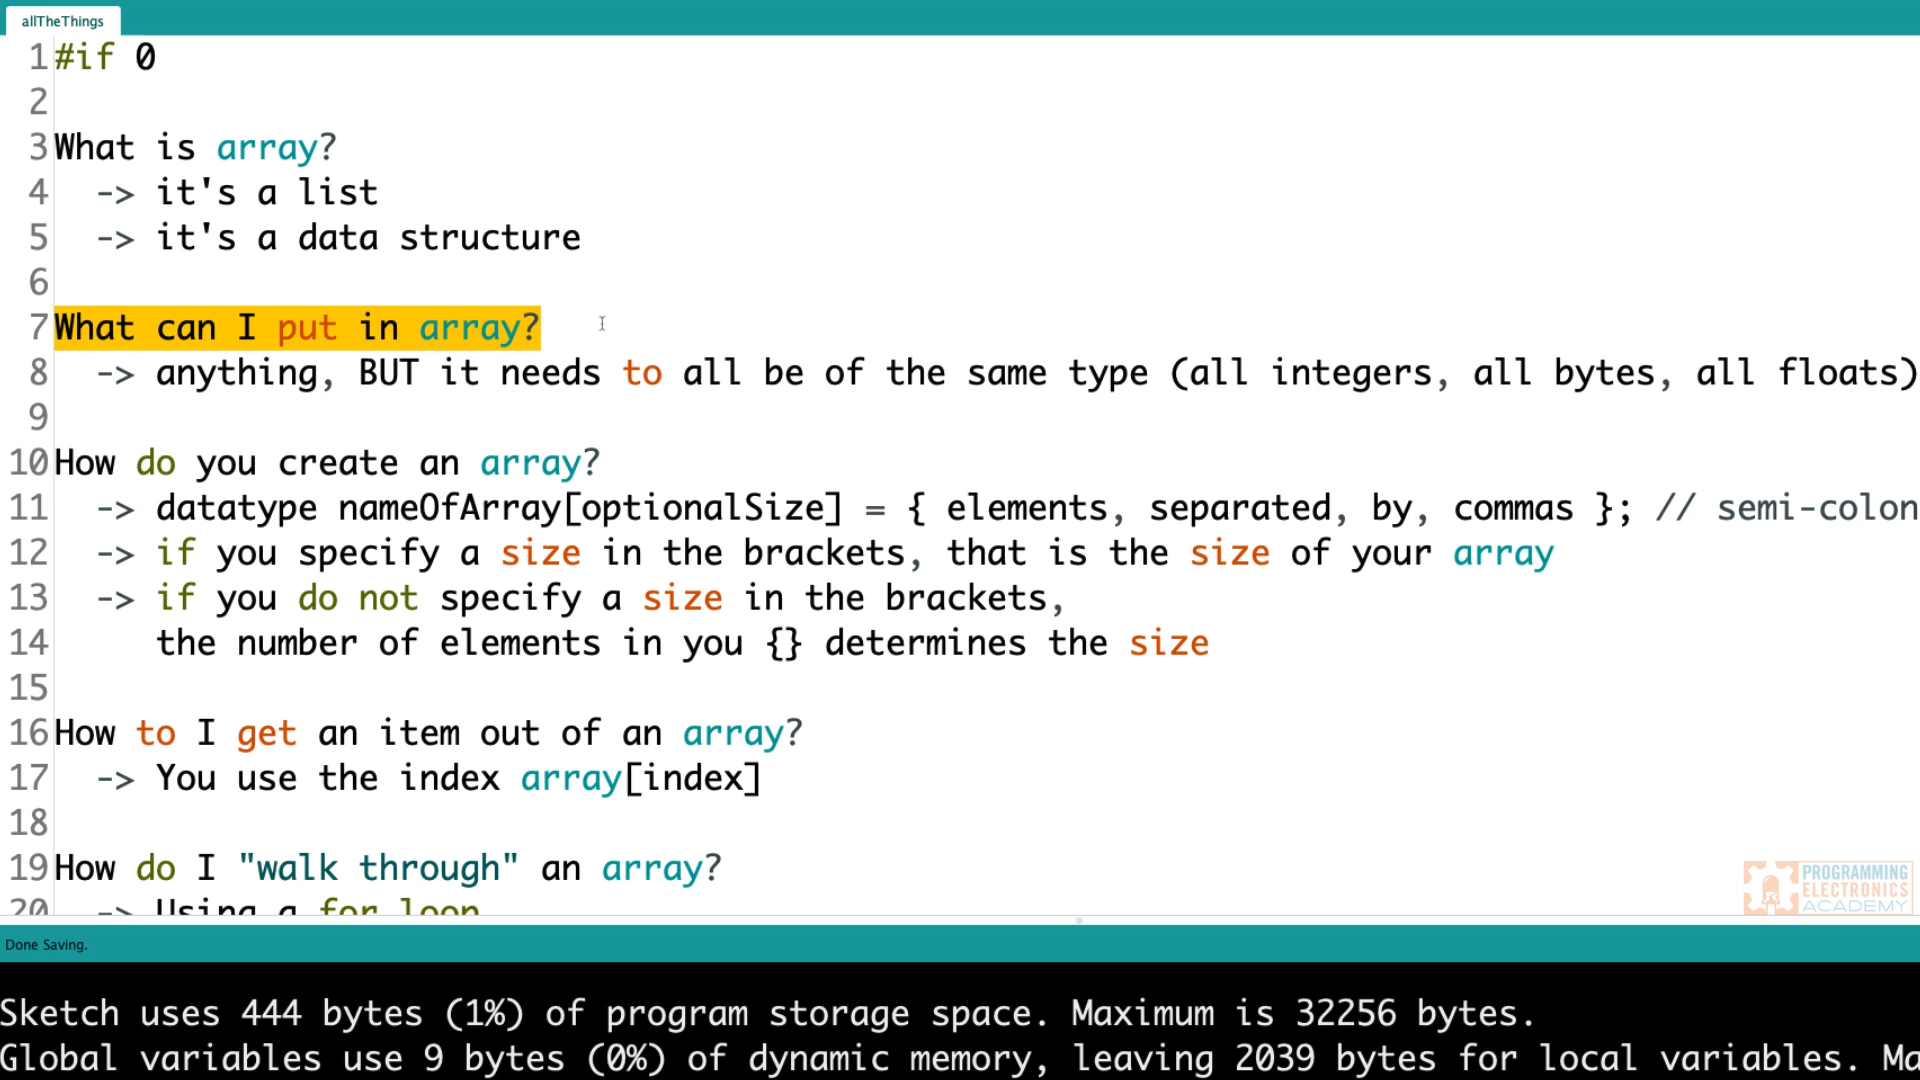 allTheThings
1 #if 0
2
3 What is array?
4 -> it's a list
5 -> it's a data structure
6
7 What can I put in array?
8 -> anything, BUT it needs to all be of the same type (all integers, all bytes, all floats)
9
10 How do you create an array?
11 -> datatype nameOfArray[optionalSize] = { elements, separated, by, commas }; // semi-colon
12 -> if you specify a size in the brackets, that is the size of your array
13 -> if you do not specify a size in the brackets,
14 the number of elements in you {} determines the size
15
16 How to I get an item out of an array?
17 -> You use the index array[index]
18
19 How do I "walk through" an array?
20 -> Using a for loop
PROGRAMMING
ELECTRONICS
ACADEMY
Done Saving.
Sketch uses 444 bytes (1%) of program storage space. Maximum is 32256 bytes.
Global variables use 9 bytes (0%) of dynamic memory, leaving 2039 bytes for local variables. Ma